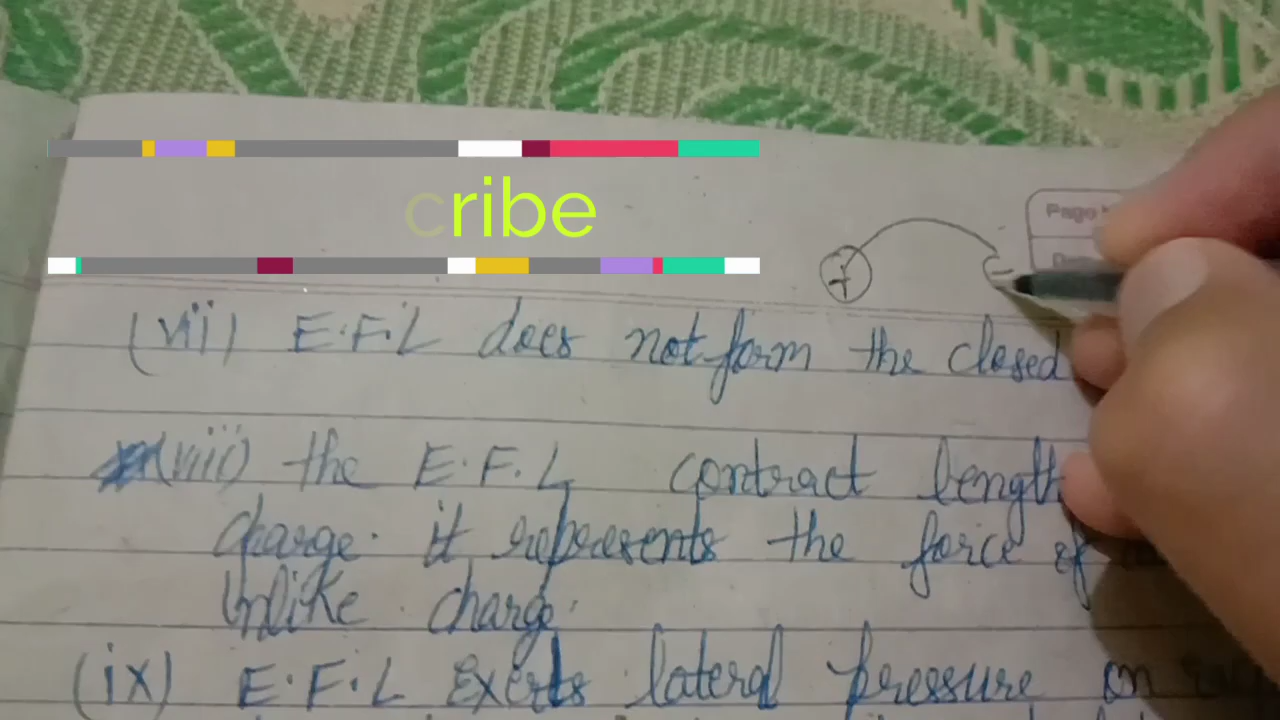 cribe
Page
+ -
(vii) E.F.L does not form the closed
(viii) the E.F.L contract length
charge. it represents the force of
Unlike charge.
(ix) E.F.L exerts lateral pressure on